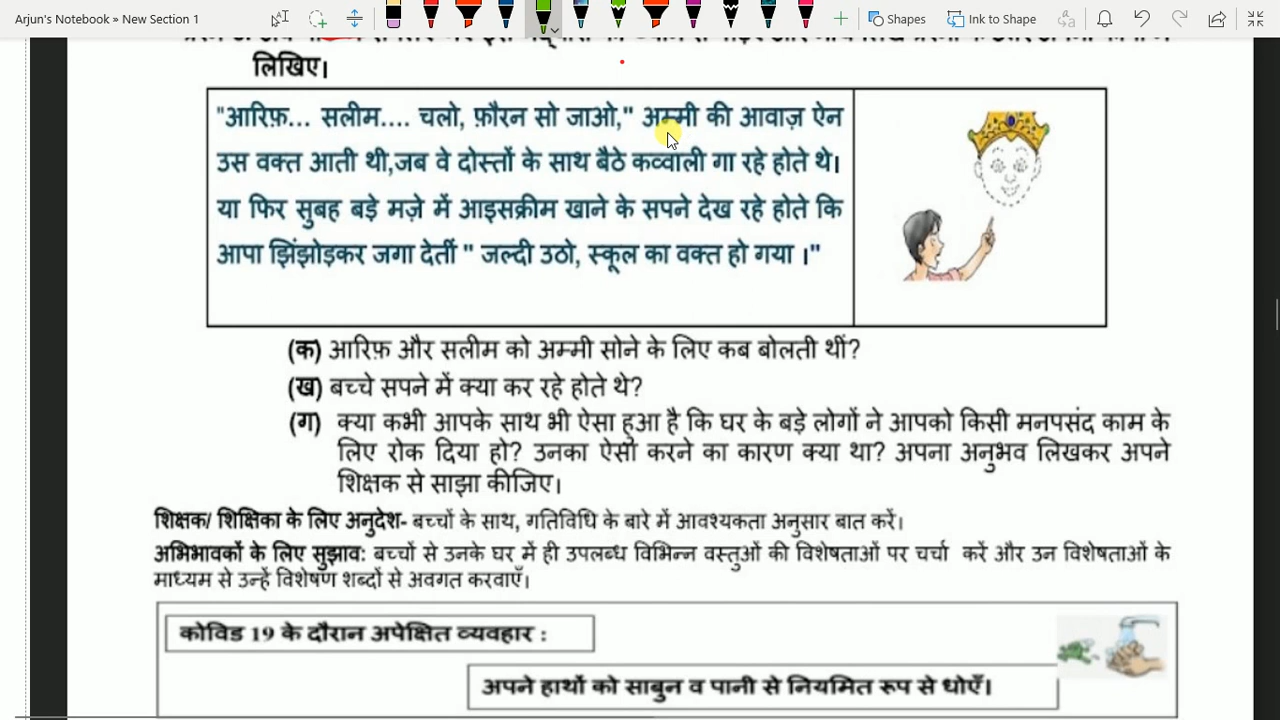 Arjun's Notebook » New Section 1
Shapes
Ink to Shape
लिखिए।
"आरिफ़... सलीम.... चलो, फ़ौरन सो जाओ," अम्मी की आवाज़ ऐन
उस वक्त आती थी,जब वे दोस्तों के साथ बैठे कव्वाली गा रहे होते थे।
या फिर सुबह बड़े मज़े में आइसक्रीम खाने के सपने देख रहे होते कि
आपा झिंझोड़कर जगा देतीं " जल्दी उठो, स्कूल का वक्त हो गया ।"
(क) आरिफ़ और सलीम को अम्मी सोने के लिए कब बोलती थीं?
(ख) बच्चे सपने में क्या कर रहे होते थे?
(ग) क्या कभी आपके साथ भी ऐसा हुआ है कि घर के बड़े लोगों ने आपको किसी मनपसंद काम के
लिए रोक दिया हो? उनका ऐसा करने का कारण क्या था? अपना अनुभव लिखकर अपने
शिक्षक से साझा कीजिए।
शिक्षक/ शिक्षिका के लिए अनुदेश- बच्चों के साथ, गतिविधि के बारे में आवश्यकता अनुसार बात करें।
अभिभावकों के लिए सुझाव: बच्चों से उनके घर में ही उपलब्ध विभिन्न वस्तुओं की विशेषताओं पर चर्चा करें और उन विशेषताओं के
माध्यम से उन्हें विशेषण शब्दों से अवगत करवाएँ।
कोविड 19 के दौरान अपेक्षित व्यवहार :
अपने हाथों को साबुन व पानी से नियमित रूप से धोएँ।